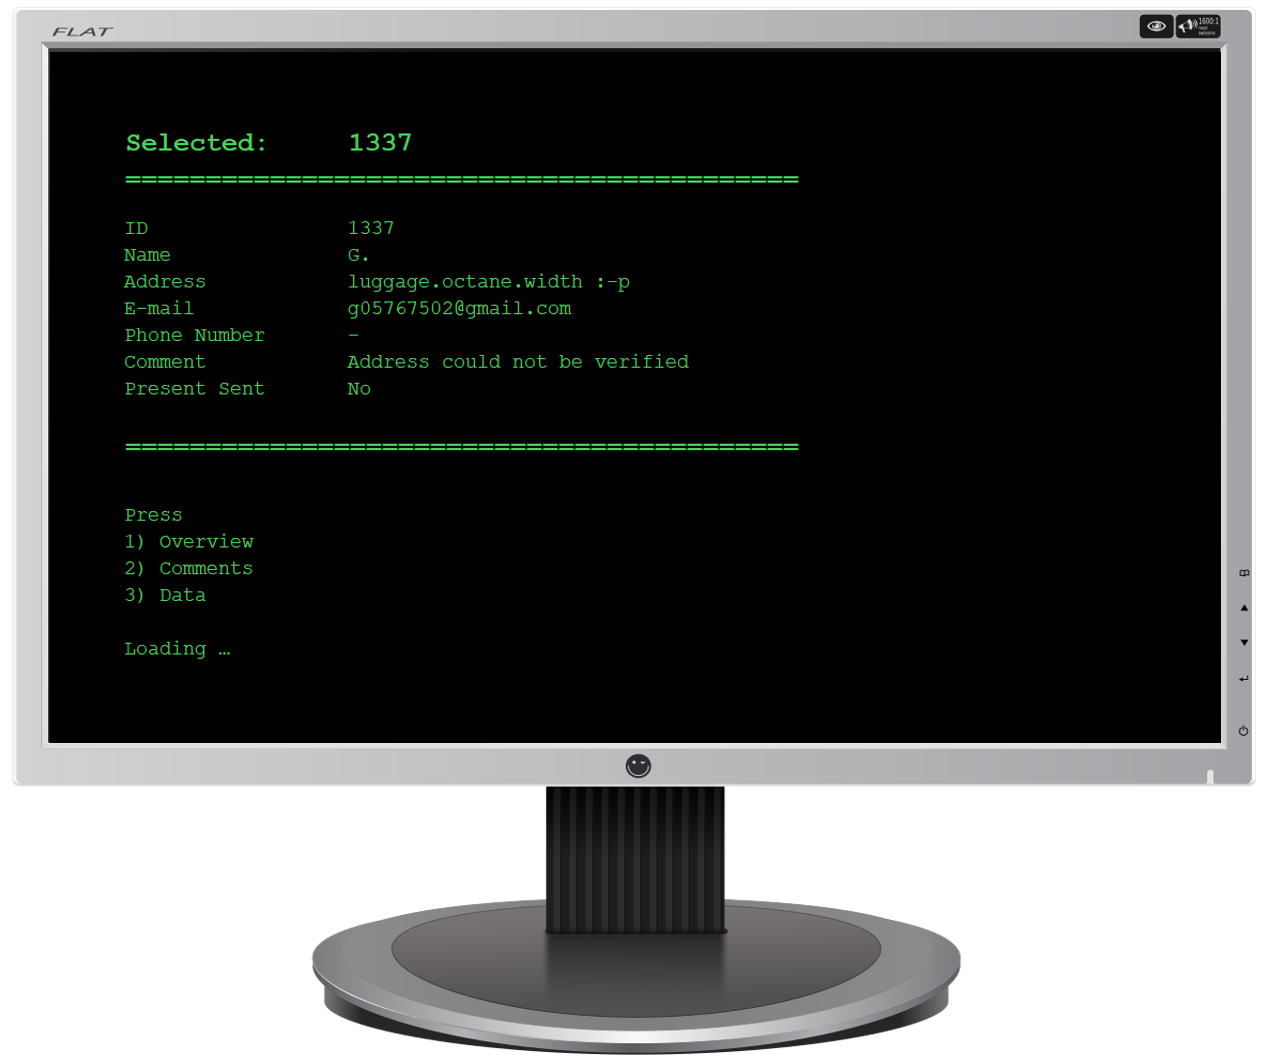 FLAT
1600:1
Selected: 1337
==========================================
ID 1337
Name G.
Address luggage.octane.width :-p
E-mail g05767502@gmail.com
Phone Number -
Comment Address could not be verified
Present Sent No
==========================================
Press
1) Overview
2) Comments
3) Data
Loading …